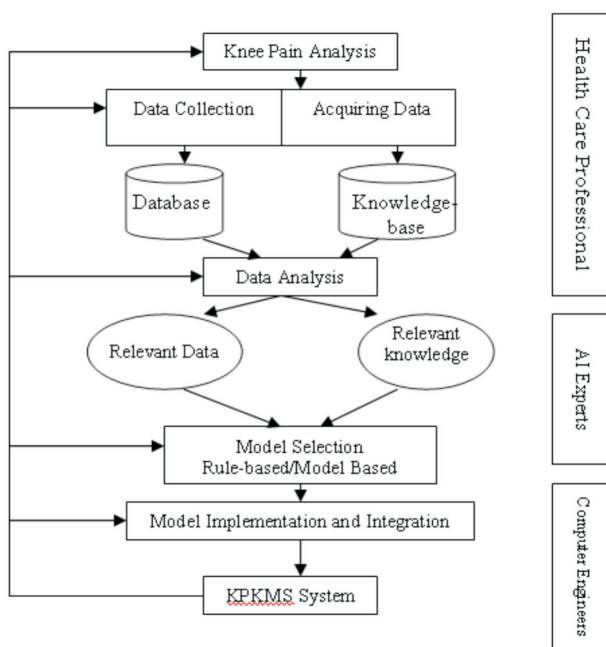 Knee Pain Analysis
Data Collection
Acquiring Data
Database
Knowledge-
base
Data Analysis
Relevant Data
Relevant
knowledge
Model Selection
Rule-based/Model Based
Model Implementation and Integration
KPKMS System
Health Care Professional
AI Experts
Computer Engineers